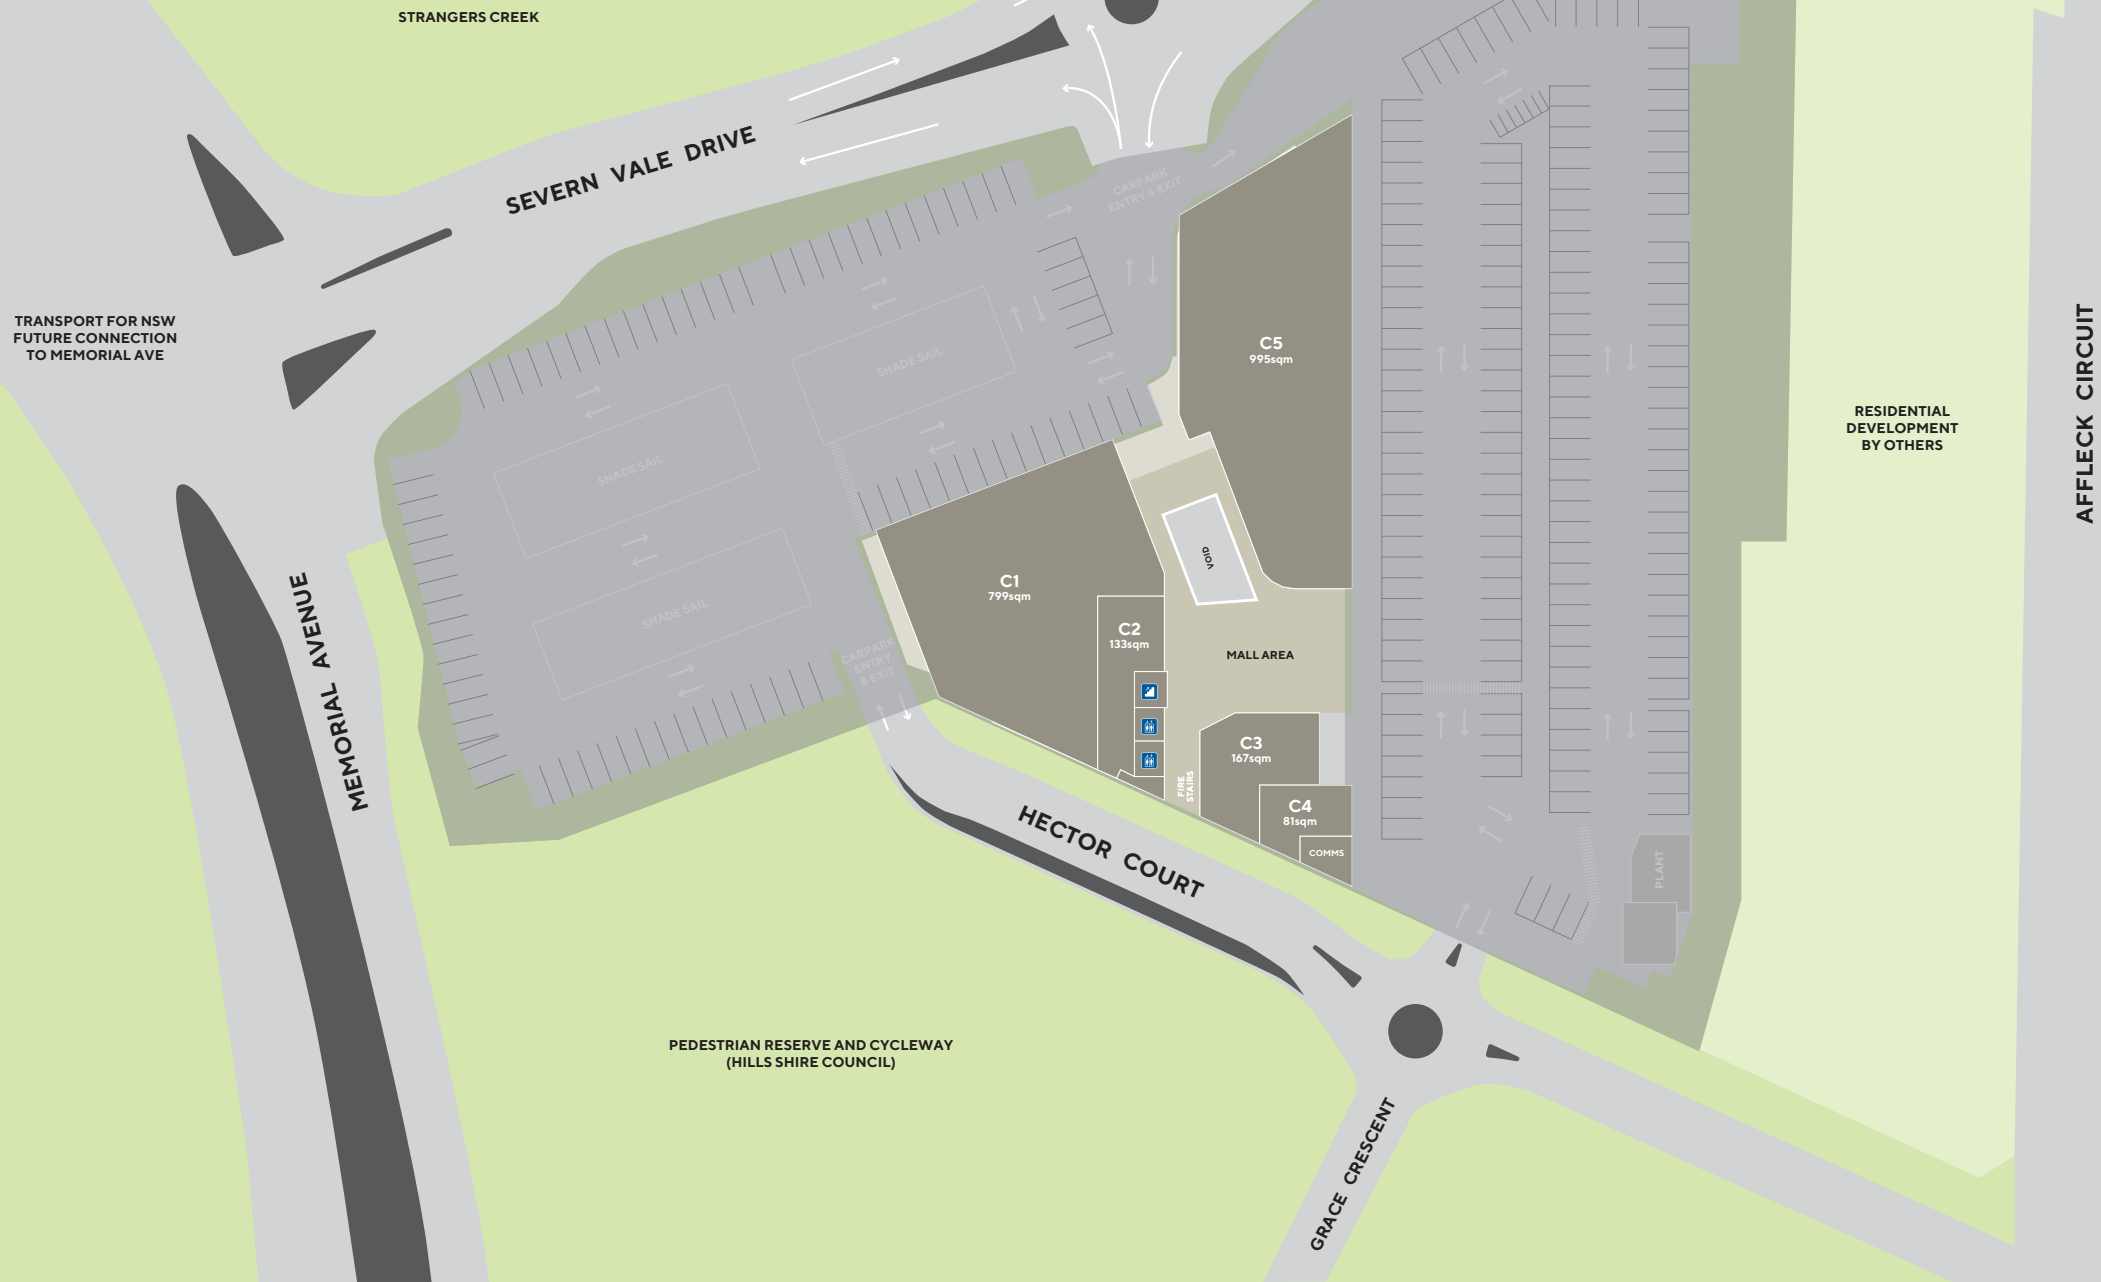 STRANGERS CREEK
SEVERN VALE DRIVE
CARPARK
ENTRY & EXIT
TRANSPORT FOR NSW
FUTURE CONNECTION
TO MEMORIAL AVE
SHADE SAIL
C5
995sqm
AFFLECK CIRCUIT
RESIDENTIAL
DEVELOPMENT
BY OTHERS
SHADE SAIL
VOID
C1
799sqm
SHADE SAIL
C2
133sqm
MALL AREA
CARPARK
ENTRY
& EXIT
MEMORIAL AVENUE
C3
167sqm
FIRE
STAIRS
C4
81sqm
COMMS
HECTOR COURT
PLANT
PEDESTRIAN RESERVE AND CYCLEWAY
(HILLS SHIRE COUNCIL)
GRACE CRESCENT